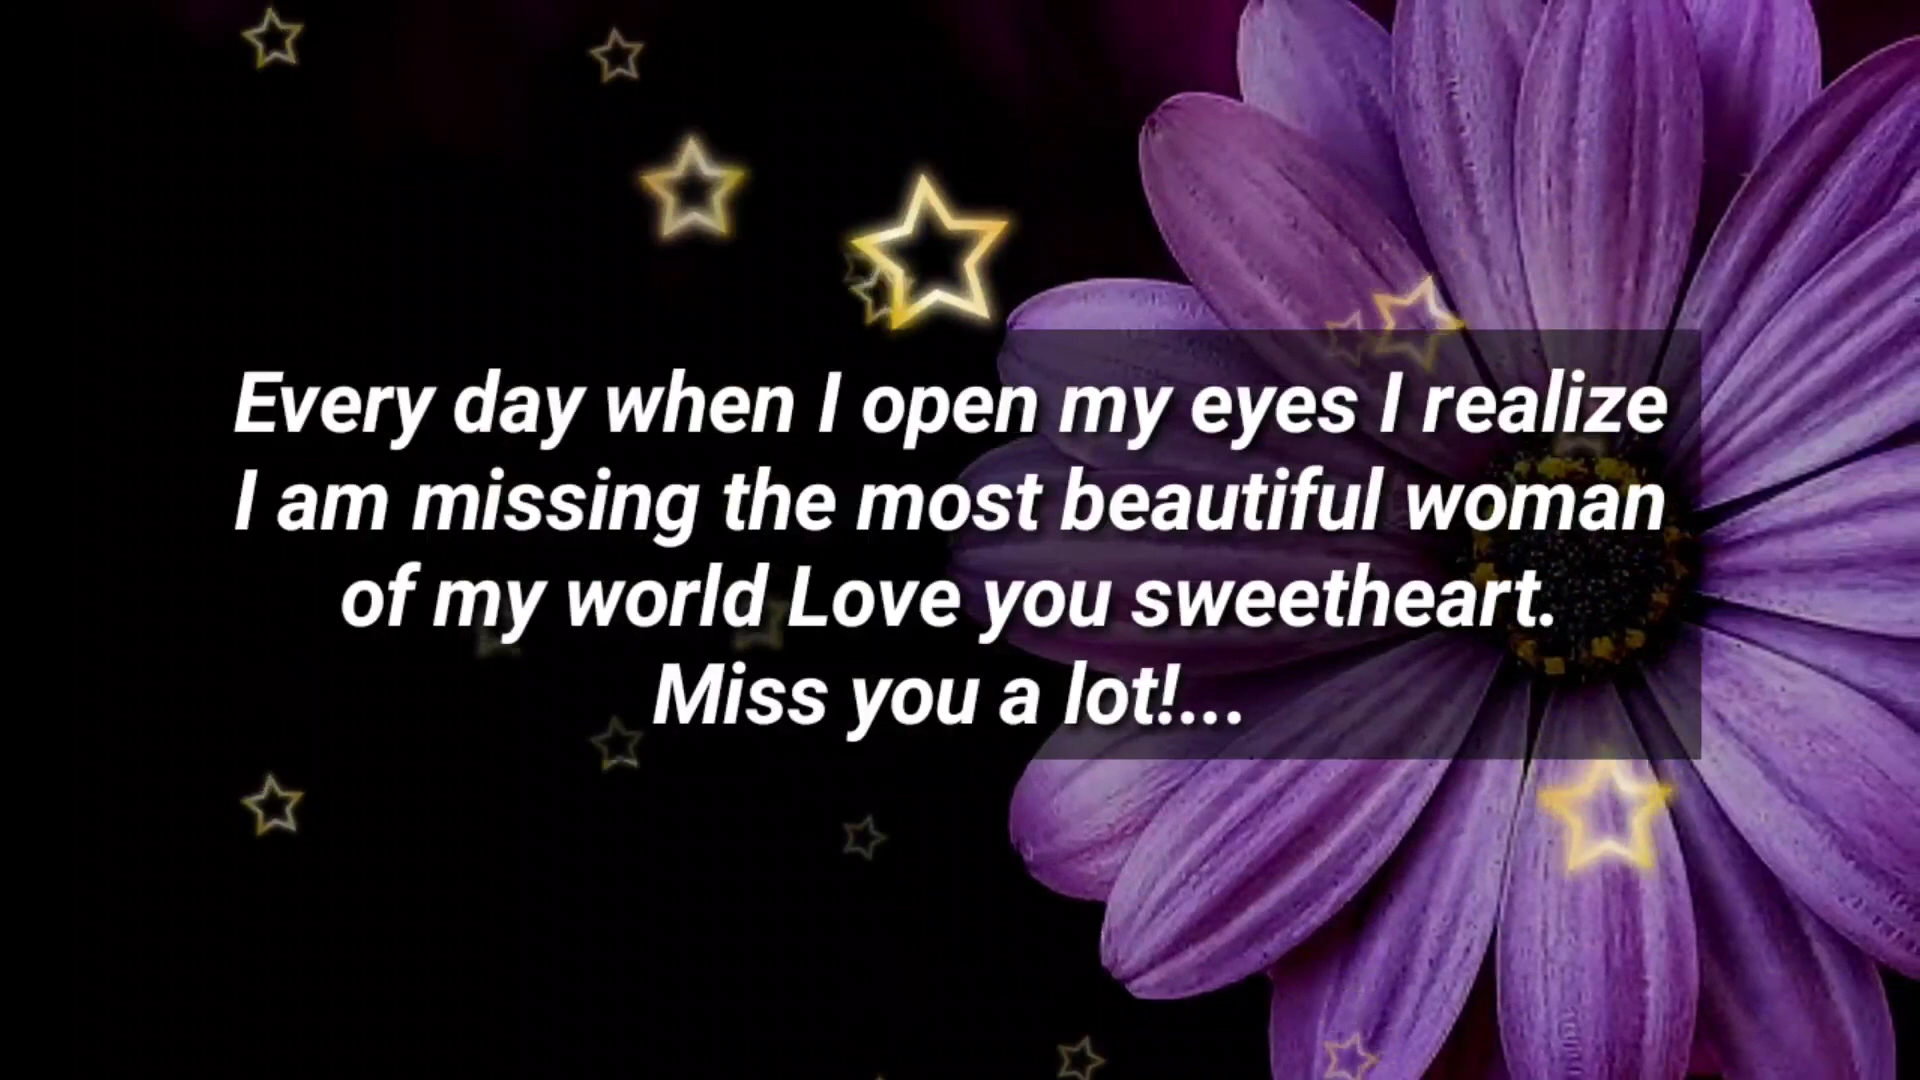 Every day when I open my eyes I realize
I am missing the most beautiful woman
of my world Love you sweetheart.
Miss you a lot!...